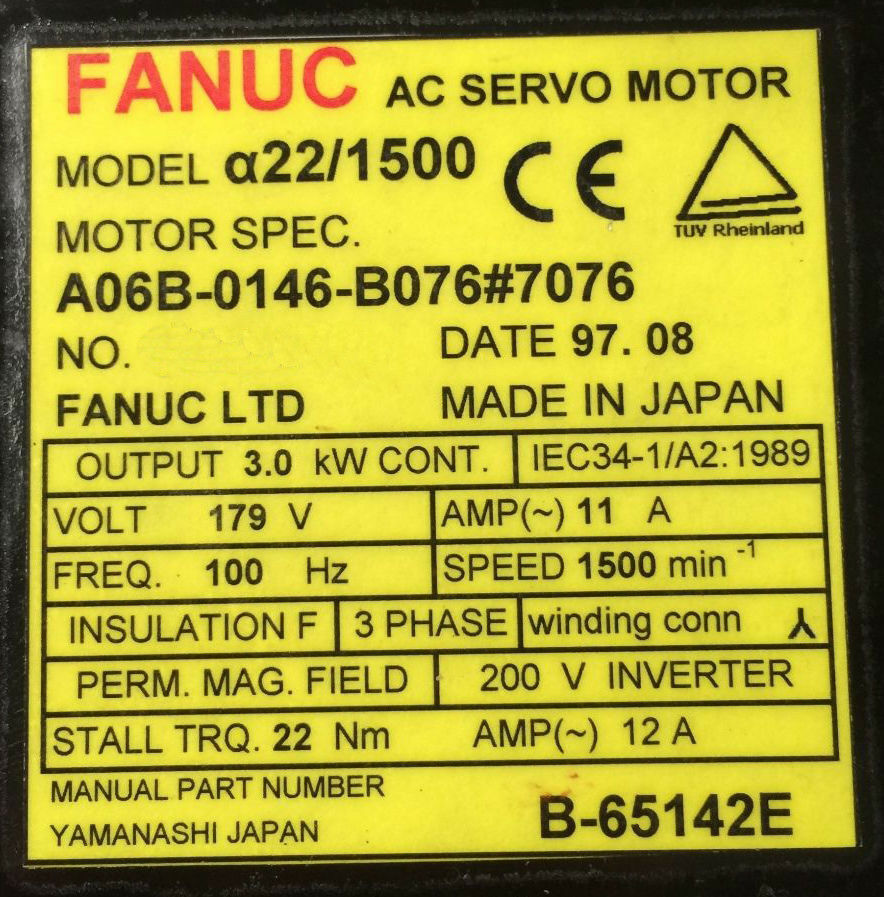 FANUC AC SERVO MOTOR
MODEL α22/1500 CE
TUV Rheinland
MOTOR SPEC.
A06B-0146-B076#7076
NO. DATE 97. 08
FANUC LTD MADE IN JAPAN
OUTPUT 3.0 kW CONT. IEC34-1/A2:1989
VOLT 179 V AMP(~) 11 A
FREQ. 100 Hz SPEED 1500 min⁻¹
INSULATION F 3 PHASE winding conn ⅄
PERM. MAG. FIELD 200 V INVERTER
STALL TRQ. 22 Nm AMP(~) 12 A
MANUAL PART NUMBER
YAMANASHI JAPAN B-65142E